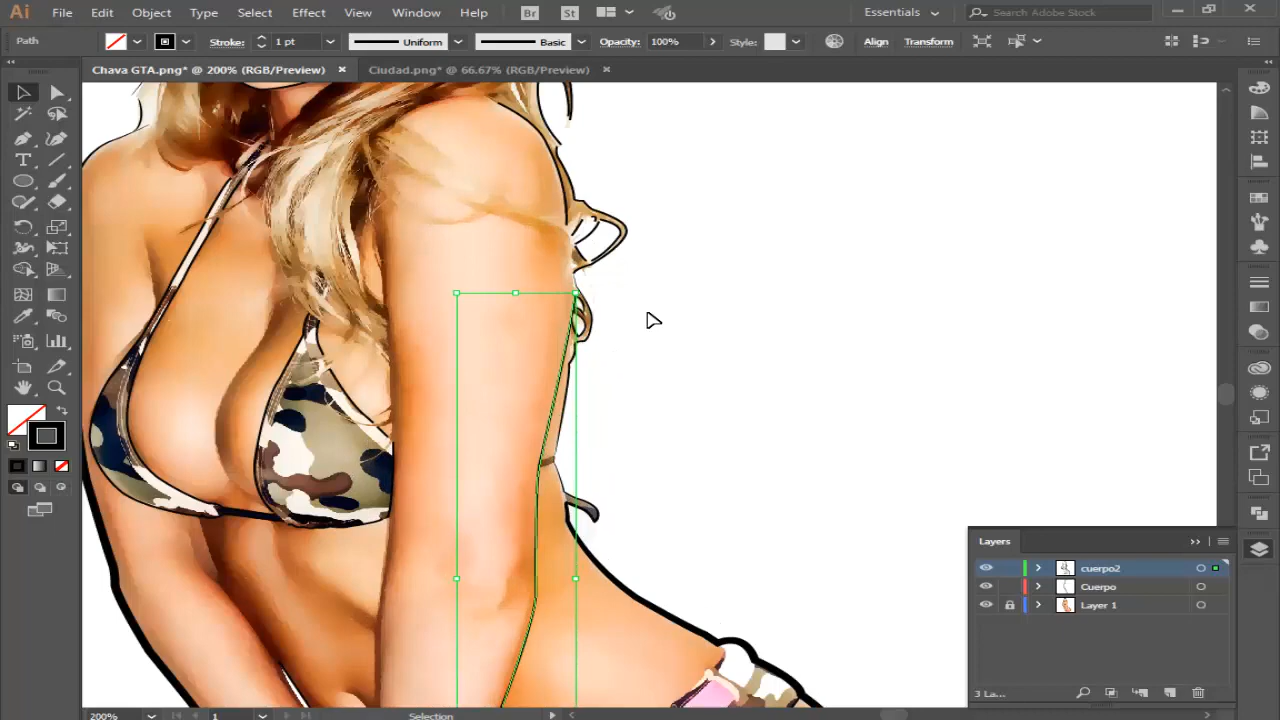 Ai File Edit Object Type Select Effect View Window Help Br St Essentials Search Adobe Stock
Path Stroke: 1 pt Uniform Basic Opacity: 100% Style: Align Transform
Chava GTA.png* @ 200% (RGB/Preview) × Ciudad.png* @ 66.67% (RGB/Preview) ×
Layers
cuerpo2
Cuerpo
Layer 1
3 La...
200% 1 Selection